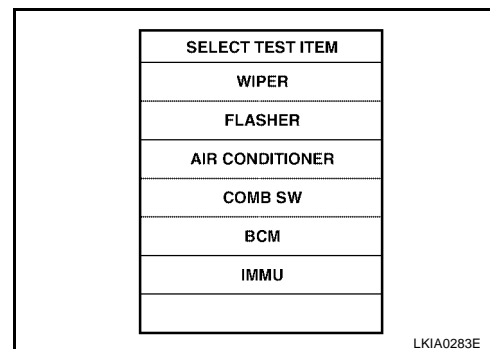 SELECT TEST ITEM
WIPER
FLASHER
AIR CONDITIONER
COMB SW
BCM
IMMU
LKIA0283E